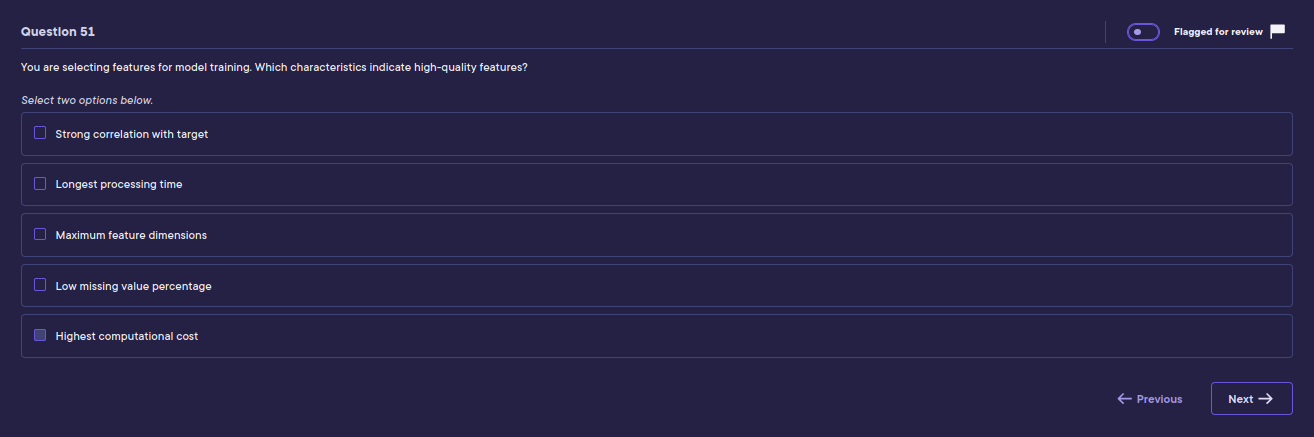 Question 51
Flagged for review
You are selecting features for model training. Which characteristics indicate high-quality features?
Select two options below.
Strong correlation with target
Longest processing time
Maximum feature dimensions
Low missing value percentage
Highest computational cost
Previous
Next